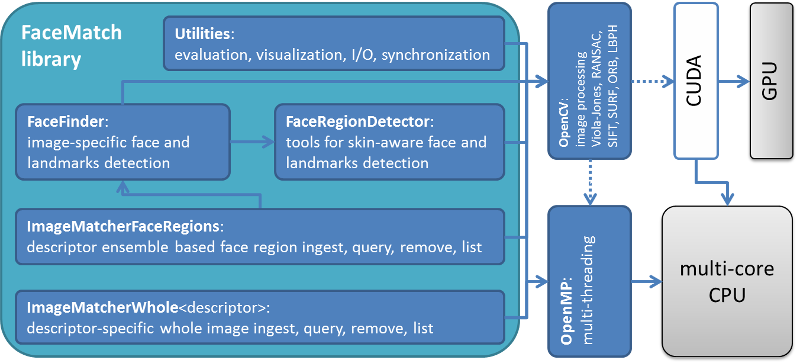 FaceMatch
library
Utilities:
evaluation, visualization, I/O, synchronization
FaceFinder:
image-specific face and
landmarks detection
FaceRegionDetector:
tools for skin-aware face and
landmarks detection
ImageMatcherFaceRegions:
descriptor ensemble based face region ingest, query, remove, list
ImageMatcherWhole<descriptor>:
descriptor-specific whole image ingest, query, remove, list
OpenCV:
image processing
Viola-Jones, RANSAC,
SIFT, SURF, ORB, LBPH
CUDA
GPU
OpenMP:
multi-threading
multi-core
CPU